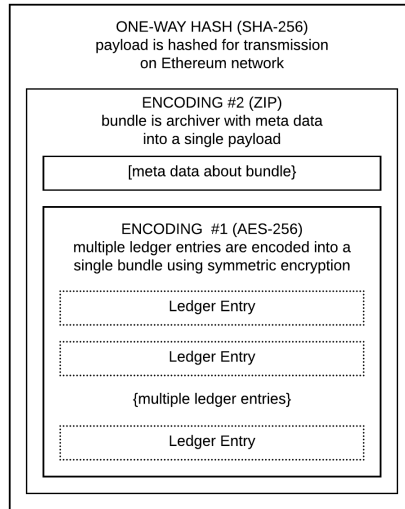 ONE-WAY HASH (SHA-256)
payload is hashed for transmission
on Ethereum network
ENCODING #2 (ZIP)
bundle is archiver with meta data
into a single payload
[meta data about bundle}
ENCODING  #1 (AES-256)
multiple ledger entries are encoded into a
single bundle using symmetric encryption
Ledger Entry
Ledger Entry
{multiple ledger entries}
Ledger Entry